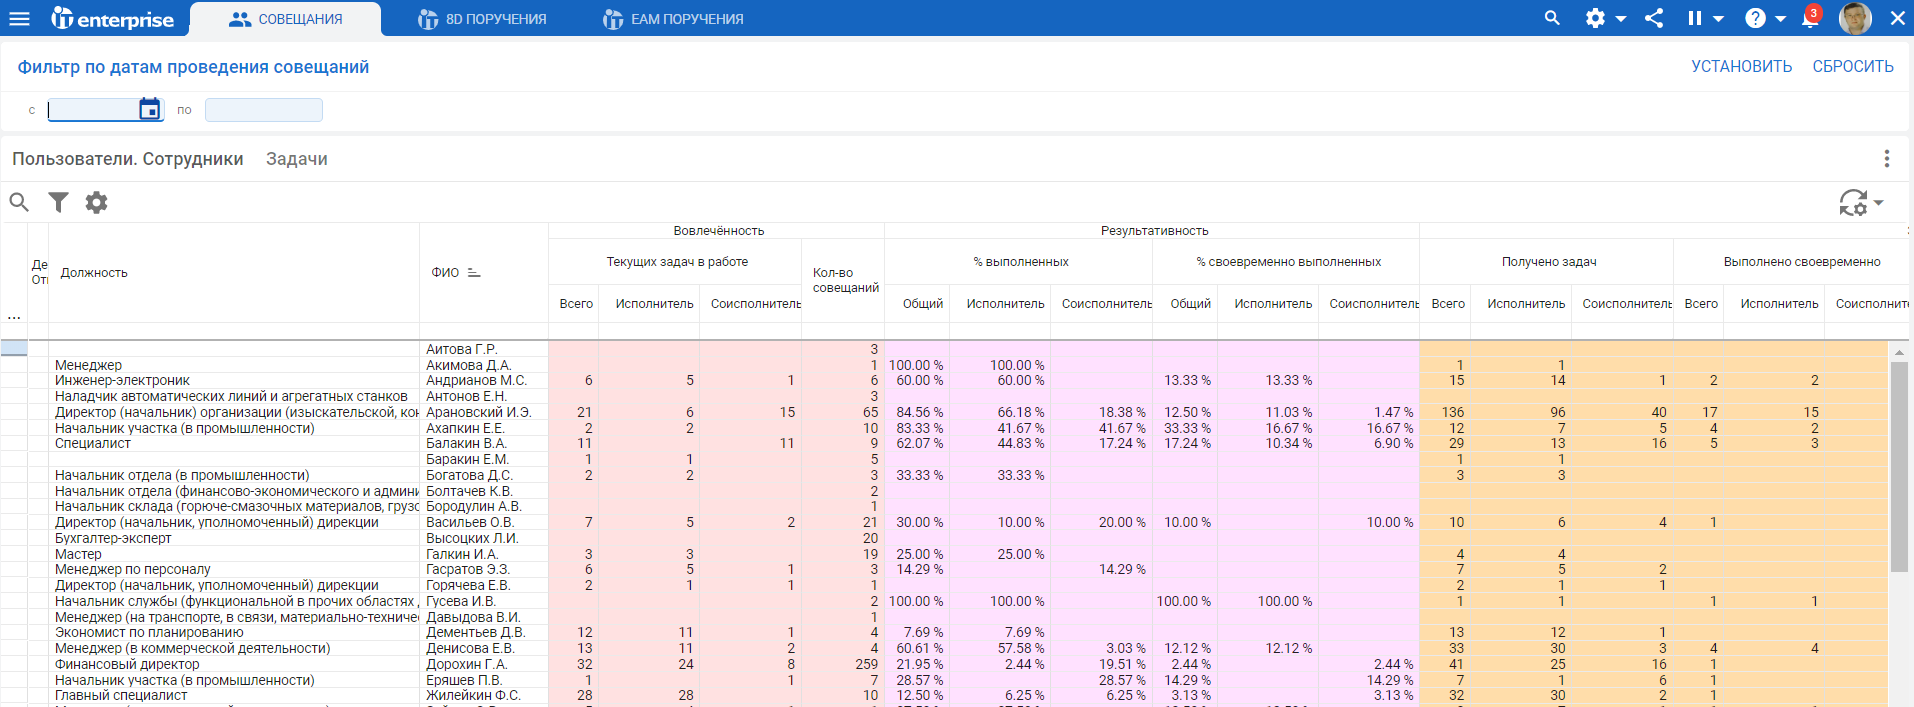 enterprise СОВЕЩАНИЯ 8D ПОРУЧЕНИЯ EAM ПОРУЧЕНИЯ 3
Фильтр по датам проведения совещаний УСТАНОВИТЬ СБРОСИТЬ
с по
Пользователи. Сотрудники Задачи
Вовлечённость Результативность
Де Должность ФИО Текущих задач в работе Кол-во % выполненных % своевременно выполненных Получено задач Выполнено своевременно
От совещаний
... Всего Исполнитель Соисполнитель Общий Исполнитель Соисполнитель Общий Исполнитель Соисполнитель Всего Исполнитель Соисполнитель Всего Исполнитель Соисполните
Аитова Г.Р. 3
Менеджер Акимова Д.А. 1 100.00 % 100.00 % 1 1
Инженер-электроник Андрианов М.С. 6 5 1 6 60.00 % 60.00 % 13.33 % 13.33 % 15 14 1 2 2
Наладчик автоматических линий и агрегатных станков Антонов Е.Н. 3
Директор (начальник) организации (изыскательской, кон Арановский И.Э. 21 6 15 65 84.56 % 66.18 % 18.38 % 12.50 % 11.03 % 1.47 % 136 96 40 17 15
Начальник участка (в промышленности) Ахапкин Е.Е. 2 2 10 83.33 % 41.67 % 41.67 % 33.33 % 16.67 % 16.67 % 12 7 5 4 2
Специалист Балакин В.А. 11 11 9 62.07 % 44.83 % 17.24 % 17.24 % 10.34 % 6.90 % 29 13 16 5 3
Баракин Е.М. 1 1 5 1 1
Начальник отдела (в промышленности) Богатова Д.С. 2 2 3 33.33 % 33.33 % 3 3
Начальник отдела (финансово-экономического и админи Болтачев К.В. 2
Начальник склада (горюче-смазочных материалов, грузо Бородулин А.В. 1
Директор (начальник, уполномоченный) дирекции Васильев О.В. 7 5 2 21 30.00 % 10.00 % 20.00 % 10.00 % 10.00 % 10 6 4 1
Бухгалтер-эксперт Высоцких Л.И. 20
Мастер Галкин И.А. 3 3 19 25.00 % 25.00 % 4 4
Менеджер по персоналу Гасратов Э.З. 6 5 1 3 14.29 % 14.29 % 7 5 2
Директор (начальник, уполномоченный) дирекции Горячева Е.В. 2 1 1 1 2 1 1
Начальник службы (функциональной в прочих областях Гусева И.В. 2 100.00 % 100.00 % 100.00 % 100.00 % 1 1 1 1
Менеджер (на транспорте, в связи, материально-техниче Давыдова В.И. 1
Экономист по планированию Дементьев Д.В. 12 11 1 4 7.69 % 7.69 % 13 12 1
Менеджер (в коммерческой деятельности) Денисова Е.В. 13 11 2 4 60.61 % 57.58 % 3.03 % 12.12 % 12.12 % 33 30 3 4 4
Финансовый директор Дорохин Г.А. 32 24 8 259 21.95 % 2.44 % 19.51 % 2.44 % 2.44 % 41 25 16 1
Начальник участка (в промышленности) Еряшев П.В. 1 1 7 28.57 % 28.57 % 14.29 % 14.29 % 7 1 6 1
Главный специалист Жилейкин Ф.С. 28 28 10 12.50 % 6.25 % 6.25 % 3.13 % 3.13 % 32 30 2 1